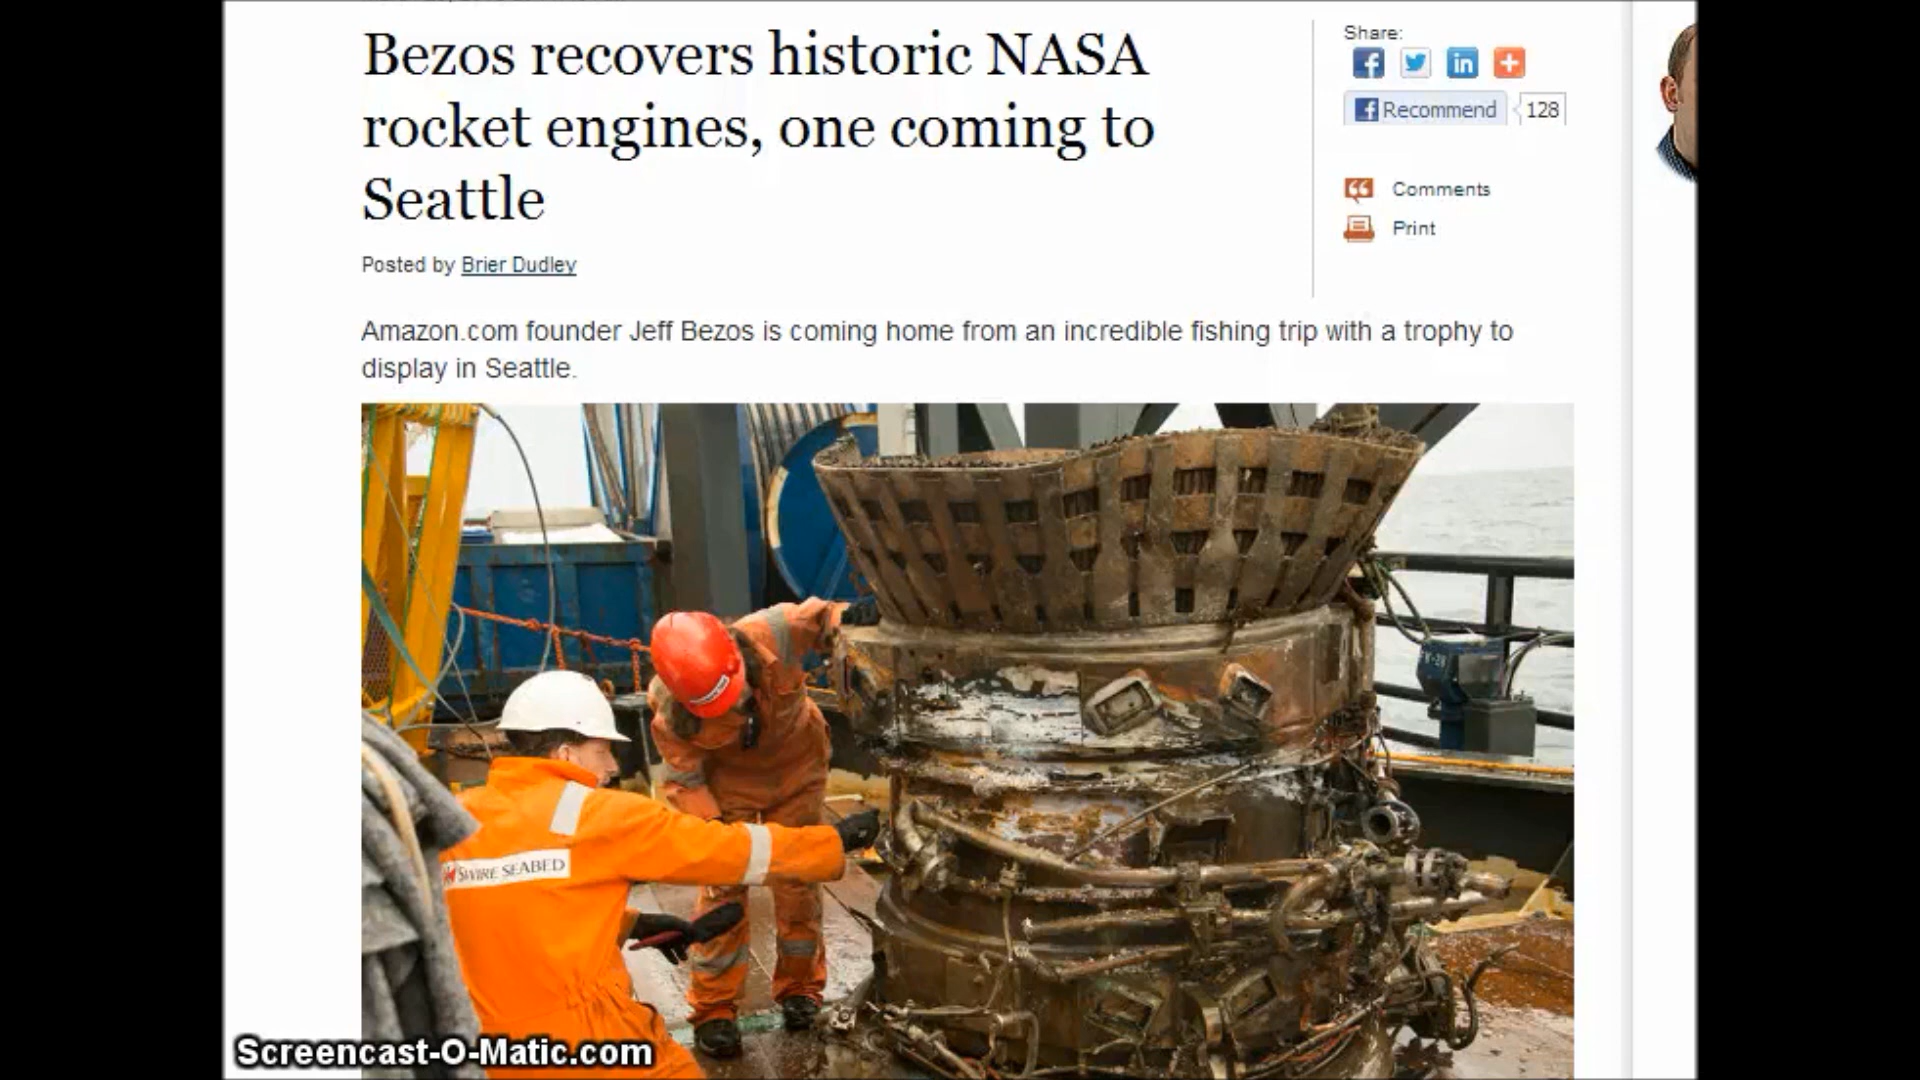 Bezos recovers historic NASA
rocket engines, one coming to
Seattle
Posted by Brier Dudley
Share:
Recommend 128
Comments
Print
Amazon.com founder Jeff Bezos is coming home from an incredible fishing trip with a trophy to
display in Seattle.
SWIRE SEABED
Screencast-O-Matic.com